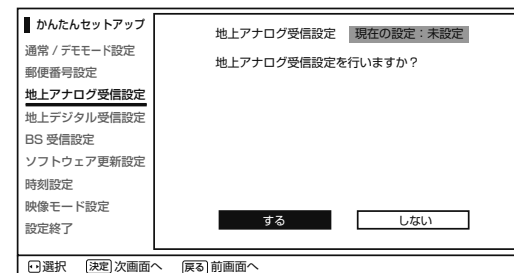 かんたんセットアップ
通常 / デモモード設定
郵便番号設定
地上アナログ受信設定
地上デジタル受信設定
BS 受信設定
ソフトウェア更新設定
時刻設定
映像モード設定
設定終了
地上アナログ受信設定 現在の設定：未設定
地上アナログ受信設定を行いますか？
する しない
選択 決定 次画面へ 戻る 前画面へ